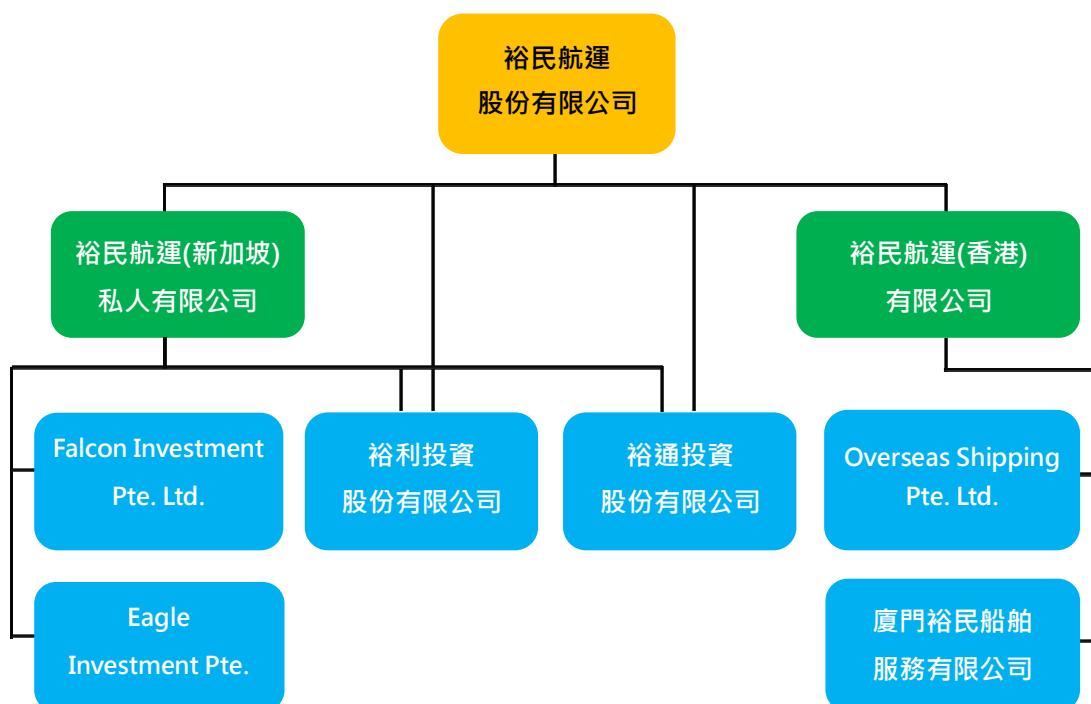 裕民航運
股份有限公司
裕民航運(新加坡)
私人有限公司
裕民航運(香港)
有限公司
Falcon Investment
Pte. Ltd.
裕利投資
股份有限公司
裕通投資
股份有限公司
Overseas Shipping
Pte. Ltd.
Eagle
Investment Pte.
廈門裕民船舶
服務有限公司